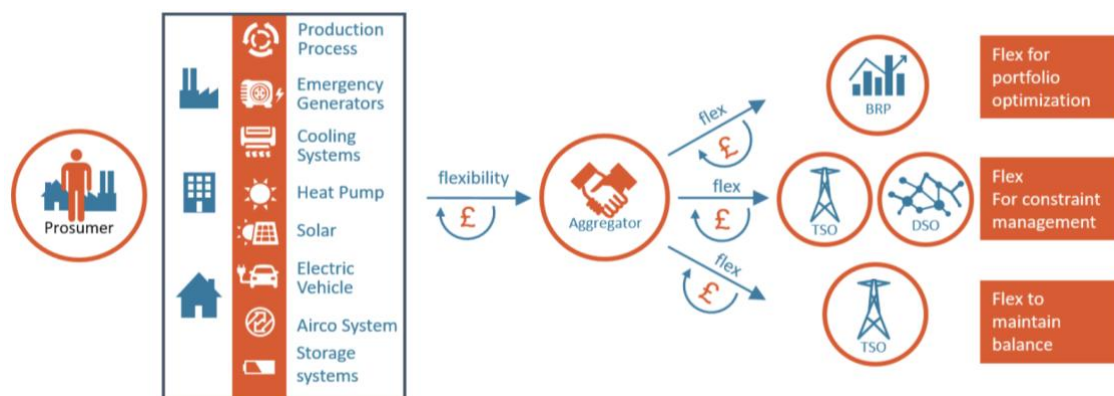 Prosumer
Production
Process
Emergency
Generators
Cooling
Systems
Heat Pump
Solar
Electric
Vehicle
Airco System
Storage
systems
flexibility
£
Aggregator
flex
£
flex
£
flex
£
BRP
TSO
DSO
TSO
Flex for
portfolio
optimization
Flex
For constraint
management
Flex to
maintain
balance